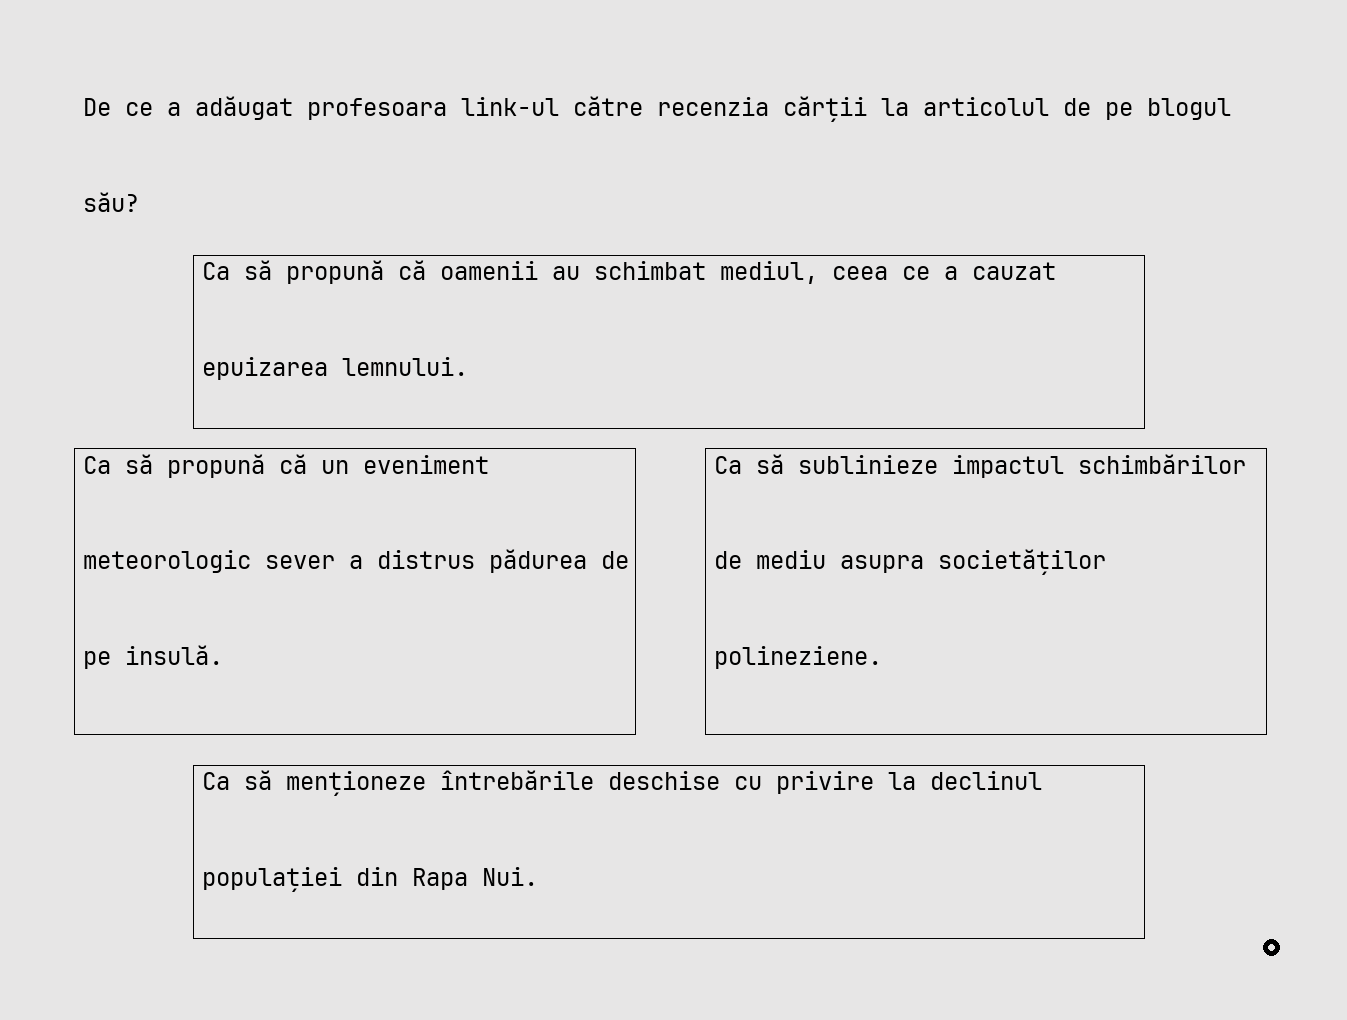 De ce a adăugat profesoara link-ul către recenzia cărții la articolul de pe blogul
său?
Ca să propună că oamenii au schimbat mediul, ceea ce a cauzat
epuizarea lemnului.
Ca să propună că un eveniment
meteorologic sever a distrus pădurea de
pe insulă.
Ca să sublinieze impactul schimbărilor
de mediu asupra societăților
polineziene.
Ca să menționeze întrebările deschise cu privire la declinul
populației din Rapa Nui.